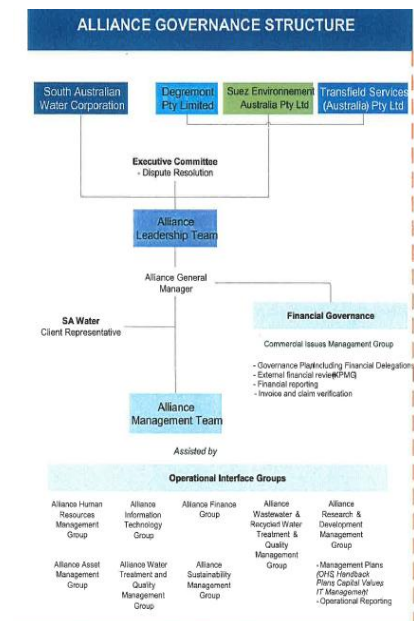 ALLIANCE GOVERNANCE STRUCTURE
South Australian
Water Corporation
Degremont
Pty Limited
Suez Environnement
Australia Pty Ltd
Transfield Services
(Australia) Pty Ltd
Executive Committee
- Dispute Resolution
Alliance
Leadership Team
Alliance General
Manager
SA Water
Client Representative
Financial Governance
Commercial Issues Management Group
- Governance Plan (Including Financial Delegation
- External financial review (KPMG)
- Financial reporting
- Invoice and claim verification
Alliance
Management Team
Assisted by
Operational Interface Groups
Alliance Human
Resources
Management
Group
Alliance
Information
Technology
Group
Alliance Finance
Group
Alliance
Wastewater &
Recycled Water
Treatment &
Quality
Management
Group
Alliance
Research &
Development
Management
Group
Alliance Asset
Management
Group
Alliance Water
Treatment and
Quality
Management
Group
Alliance
Sustainability
Management
Group
- Management Plans
(OHS, Handback
Plans Capital Values,
IT Management)
- Operational Reporting